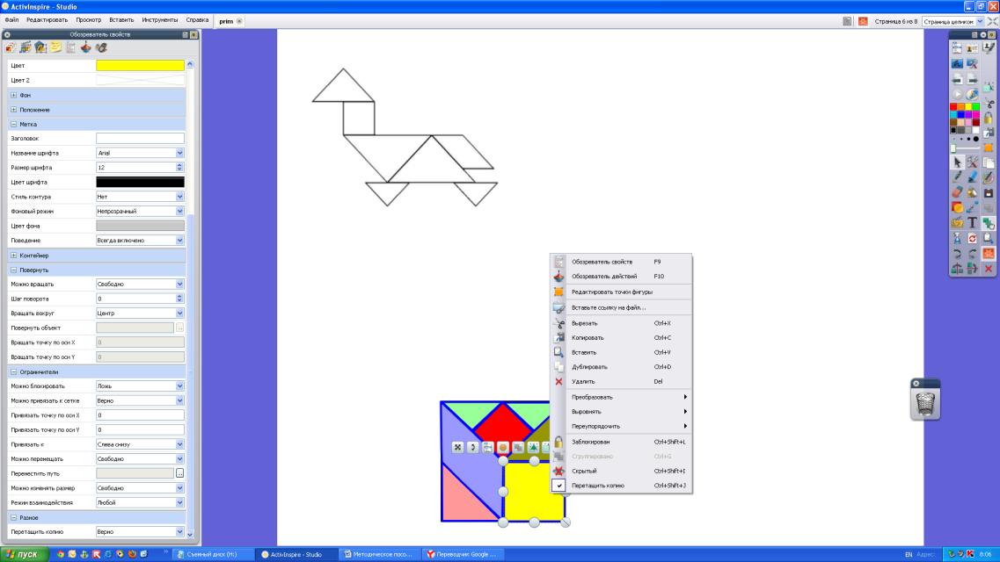 ActivInspire - Studio
Файл Редактировать Просмотр Вставить Инструменты Справка
prim
Страница 6 из 8
Страница целиком
Обозреватель свойств
Цвет
Цвет 2
Фон
Положение
Метка
Заголовок
Название шрифта Arial
Размер шрифта 12
Цвет шрифта
Стиль контура Нет
Фоновый режим Непрозрачный
Цвет фона
Поведение Всегда включено
Контейнер
Повернуть
Можно вращать Свободно
Шаг поворота 0
Вращать вокруг Центр
Повернуть объект
Вращать точку по оси X 0
Вращать точку по оси Y 0
Ограничители
Можно блокировать Ложь
Можно привязать к сетке Верно
Привязать точку по оси X 0
Привязать точку по оси Y 0
Привязать к Слева снизу
Можно перемещать Свободно
Переместить путь
Можно изменять размер Свободно
Режим взаимодействия Любой
Разное
Перетащить копию Верно
Обозреватель свойств F9
Обозреватель действий F10
Редактировать точки фигуры
Вставьте ссылку на файл...
Вырезать Ctrl+X
Копировать Ctrl+C
Вставить Ctrl+V
Дублировать Ctrl+D
Удалить Del
Преобразовать
Выровнять
Переупорядочить
Заблокирован Ctrl+Shift+L
Сгруппировано Ctrl+G
Скрытый Ctrl+Shift+I
Перетащить копию Ctrl+Shift+J
пуск
Съемный диск (H:)
ActivInspire - Studio
Методическое посо...
Переводчик Google ...
EN
Адрес:
8:06